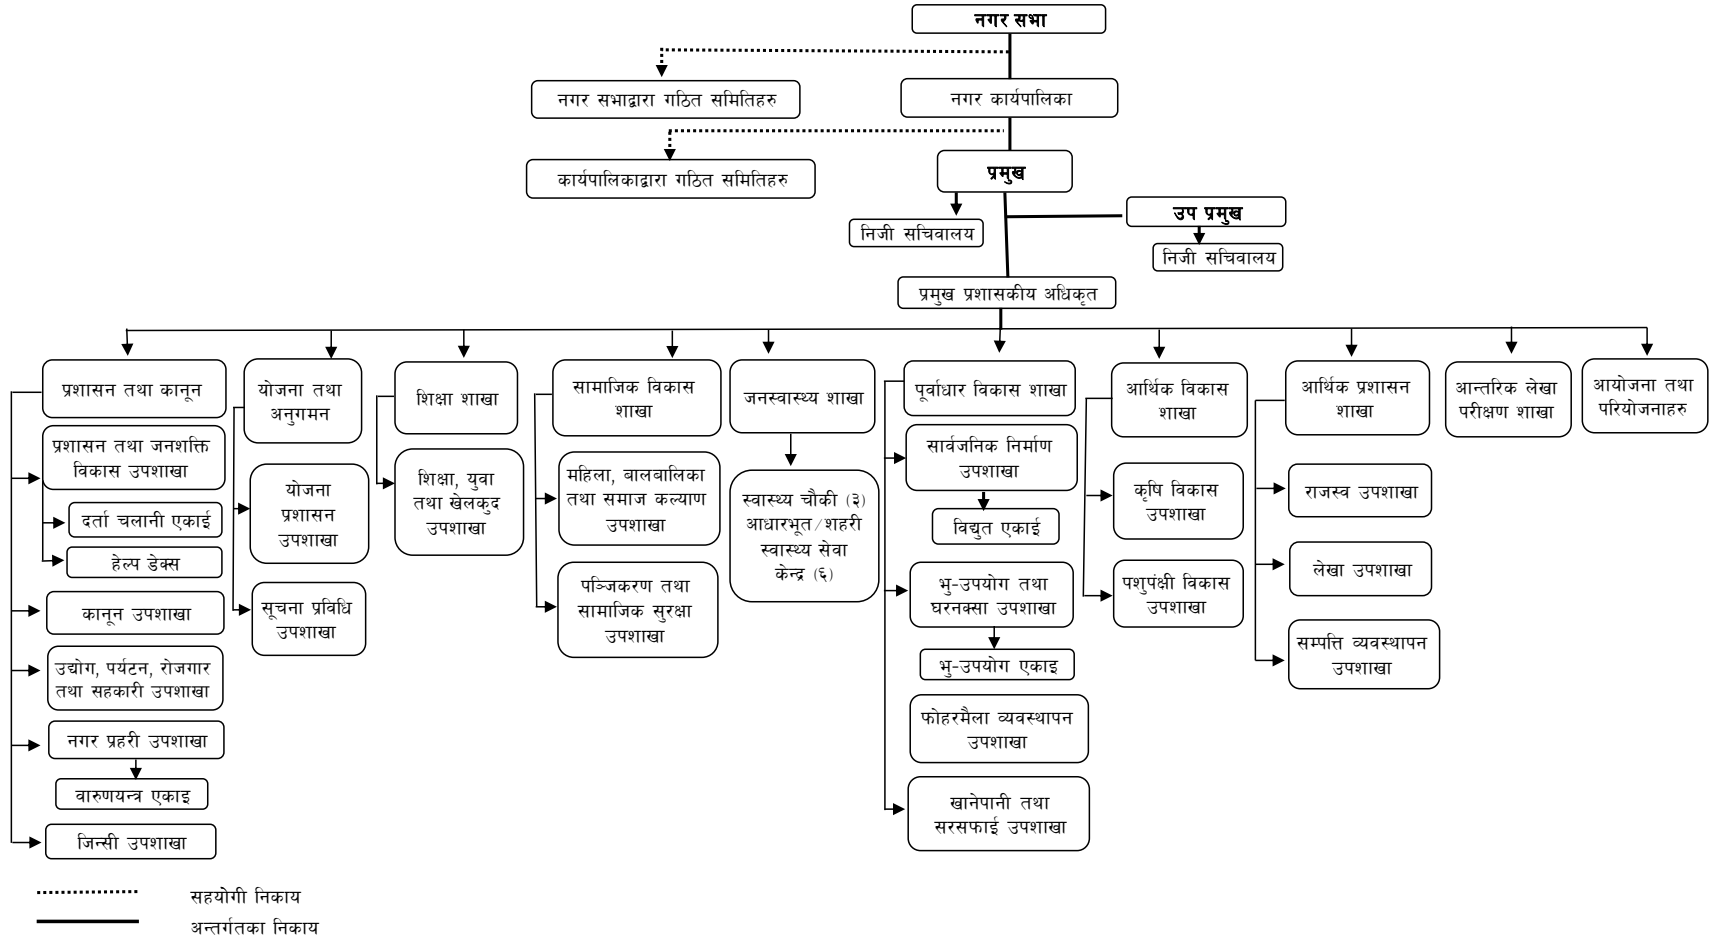 नगर सभा
नगर सभाद्वारा गठित समितिहरु
नगर कार्यपालिका
कार्यपालिकाद्वारा गठित समितिहरु
प्रमुख
निजी सचिवालय
उप प्रमुख
निजी सचिवालय
प्रमुख प्रशासकीय अधिकृत
प्रशासन तथा कानून
प्रशासन तथा जनशक्ति
विकास उपशाखा
दर्ता चलानी एकाई
हेल्प डेक्स
कानून उपशाखा
उद्योग, पर्यटन, रोजगार
तथा सहकारी उपशाखा
नगर प्रहरी उपशाखा
वारुणयन्त्र एकाइ
जिन्सी उपशाखा
योजना तथा
अनुगमन
योजना
प्रशासन
उपशाखा
सूचना प्रविधि
उपशाखा
शिक्षा शाखा
शिक्षा, युवा
तथा खेलकुद
उपशाखा
सामाजिक विकास
शाखा
महिला, बालबालिका
तथा समाज कल्याण
उपशाखा
पञ्जिकरण तथा
सामाजिक सुरक्षा
उपशाखा
जनस्वास्थ्य शाखा
स्वास्थ्य चौकी (३)
आधारभूत/शहरी
स्वास्थ्य सेवा
केन्द्र (६)
पूर्वाधार विकास शाखा
सार्वजनिक निर्माण
उपशाखा
विद्युत एकाई
भु-उपयोग तथा
घरनक्सा उपशाखा
भु-उपयोग एकाइ
फोहरमैला व्यवस्थापन
उपशाखा
खानेपानी तथा
सरसफाई उपशाखा
आर्थिक विकास
शाखा
कृषि विकास
उपशाखा
पशुपंक्षी विकास
उपशाखा
आर्थिक प्रशासन
शाखा
राजस्व उपशाखा
लेखा उपशाखा
सम्पत्ति व्यवस्थापन
उपशाखा
आन्तरिक लेखा
परीक्षण शाखा
आयोजना तथा
परियोजनाहरु
सहयोगी निकाय
अन्तर्गतका निकाय